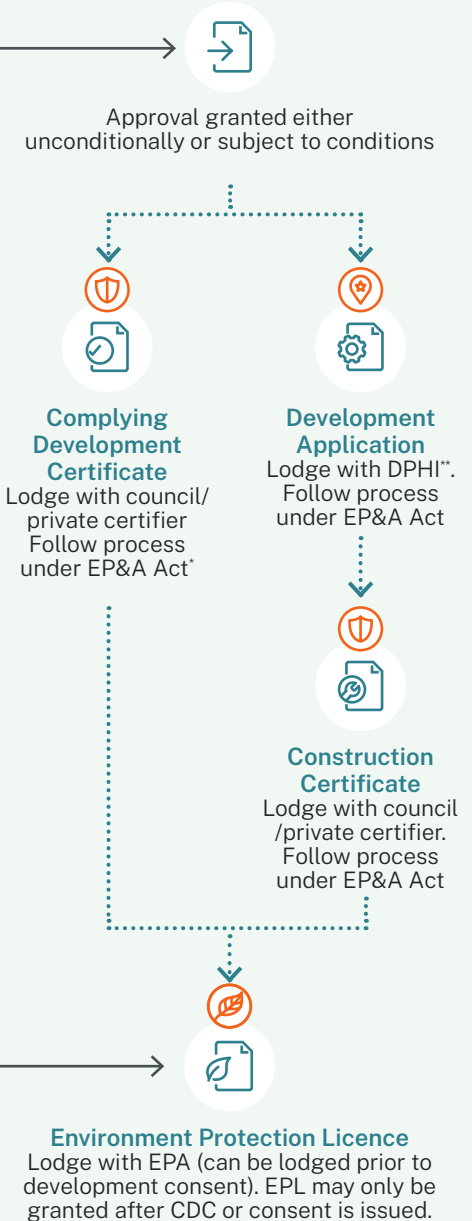 Approval granted either
unconditionally or subject to conditions
Complying
Development
Certificate
Lodge with council/
private certifier
Follow process
under EP&A Act*
Development
Application
Lodge with DPHI**.
Follow process
under EP&A Act
Construction
Certificate
Lodge with council
/private certifier.
Follow process
under EP&A Act
Environment Protection Licence
Lodge with EPA (can be lodged prior to
development consent). EPL may only be
granted after CDC or consent is issued.